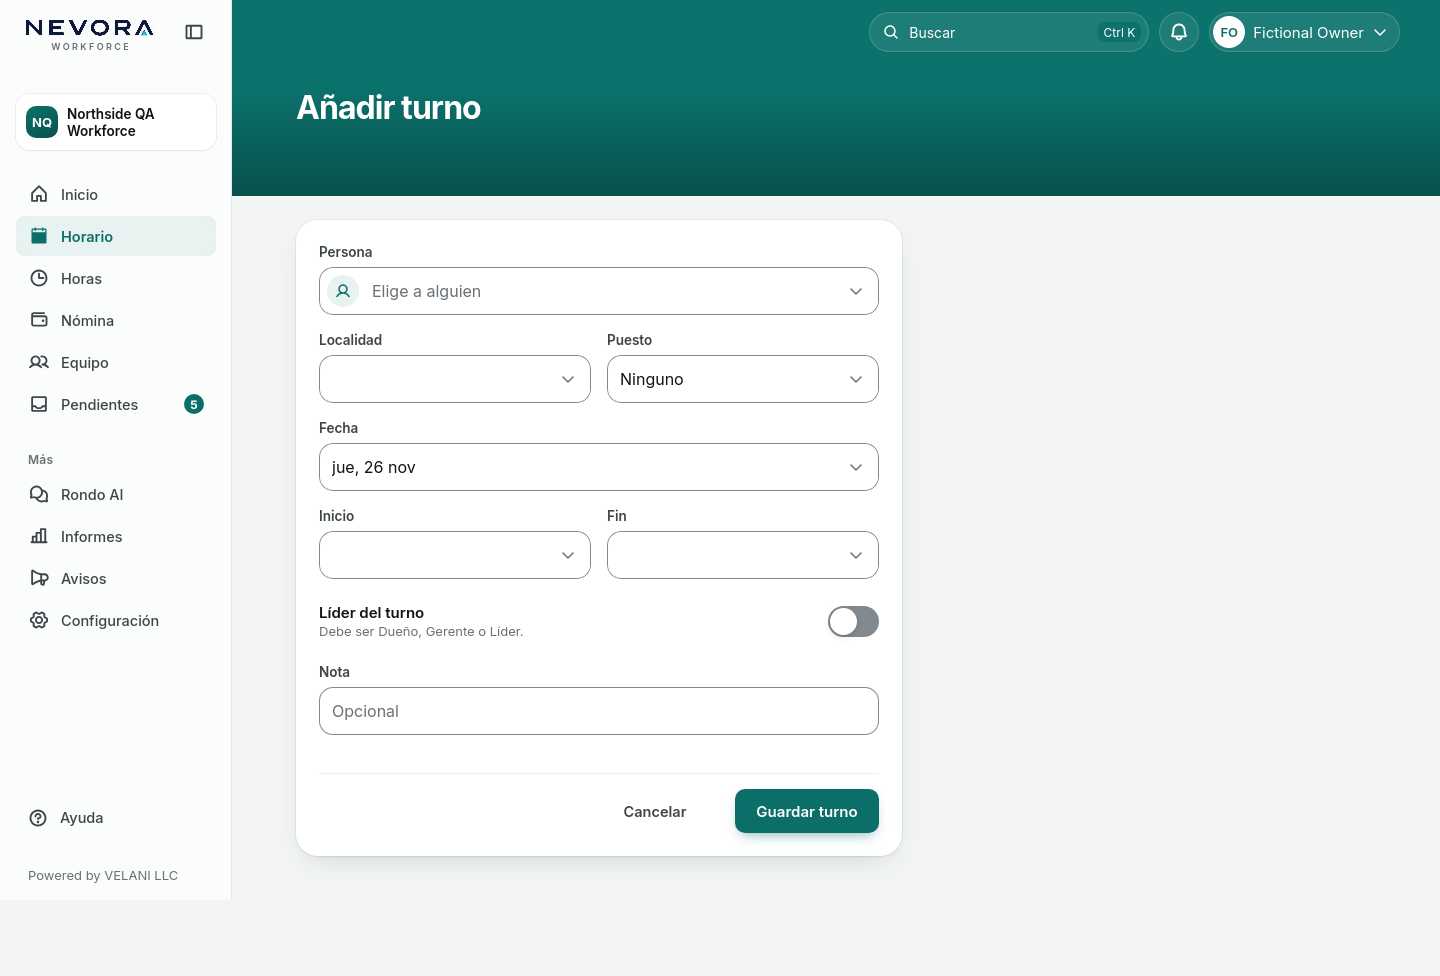 NEVORA
WORKFORCE
Buscar
Ctrl K
FO
Fictional Owner
Añadir turno
NQ
Northside QA
Workforce
Inicio
Horario
Horas
Nómina
Equipo
Pendientes
5
Más
Rondo AI
Informes
Avisos
Configuración
Ayuda
Powered by VELANI LLC
Persona
Elige a alguien
Localidad
Puesto
Ninguno
Fecha
jue, 26 nov
Inicio
Fin
Líder del turno
Debe ser Dueño, Gerente o Líder.
Nota
Opcional
Cancelar
Guardar turno